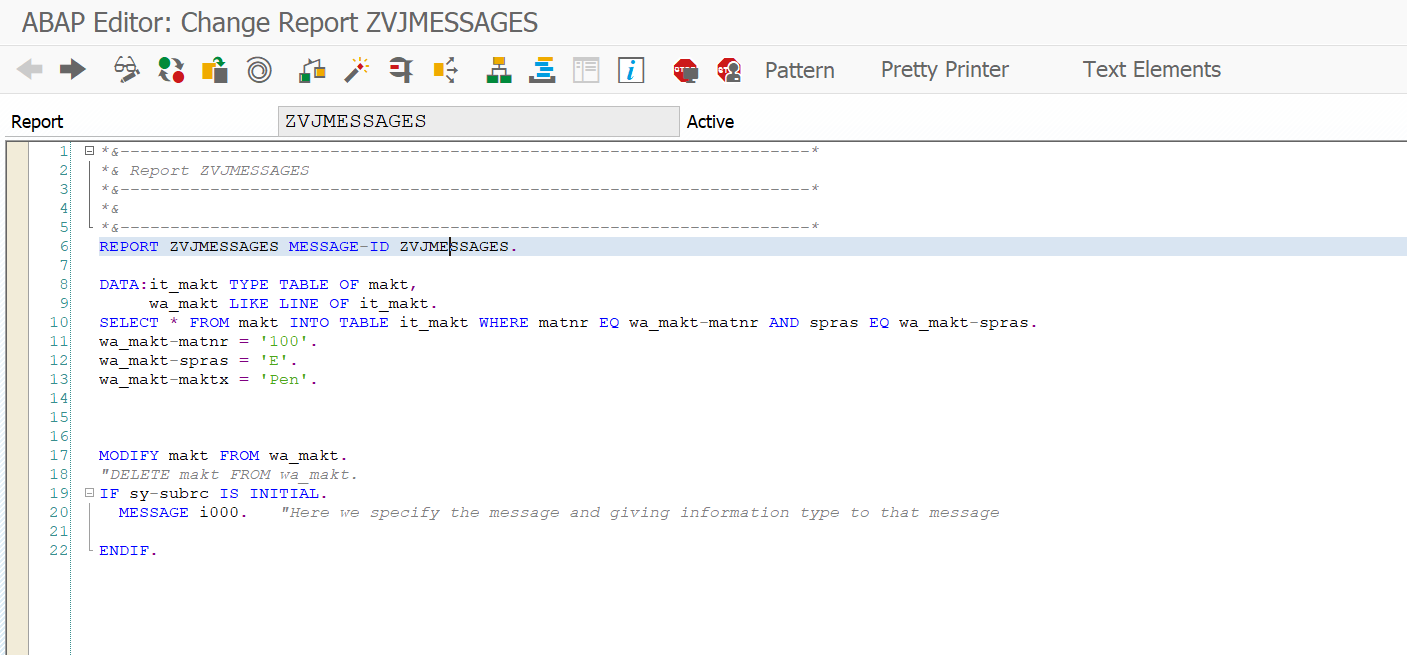 ABAP Editor: Change Report ZVJMESSAGES
Pattern Pretty Printer Text Elements
Report ZVJMESSAGES Active
1 *&---------------------------------------------------------------------*
2 *& Report ZVJMESSAGES
3 *&---------------------------------------------------------------------*
4 *&
5 *&---------------------------------------------------------------------*
6 REPORT ZVJMESSAGES MESSAGE-ID ZVJMESSAGES.
7
8 DATA:it_makt TYPE TABLE OF makt,
9 wa_makt LIKE LINE OF it_makt.
10 SELECT * FROM makt INTO TABLE it_makt WHERE matnr EQ wa_makt-matnr AND spras EQ wa_makt-spras.
11 wa_makt-matnr = '100'.
12 wa_makt-spras = 'E'.
13 wa_makt-maktx = 'Pen'.
14
15
16
17 MODIFY makt FROM wa_makt.
18 "DELETE makt FROM wa_makt.
19 IF sy-subrc IS INITIAL.
20 MESSAGE i000. "Here we specify the message and giving information type to that message
21
22 ENDIF.